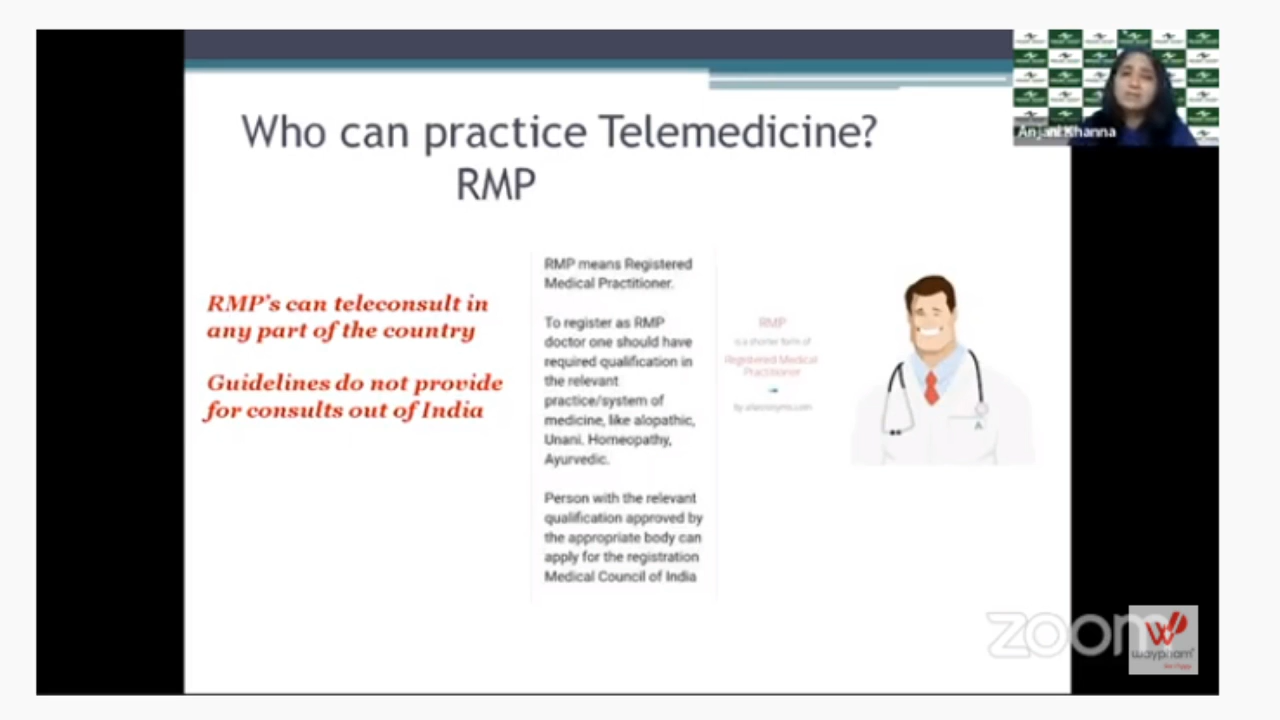 Who can practice Telemedicine?
RMP
Anjani Khanna
RMP's can teleconsult in
any part of the country
Guidelines do not provide
for consults out of India
RMP means Registered
Medical Practitioner.
To register as RMP
doctor one should have
required qualification in
the relevant
practice/system of
medicine, like alopathic,
Unani. Homeopathy,
Ayurvedic.
Person with the relevant
qualification approved by
the appropriate body can
apply for the registration
Medical Council of India
RMP
is a shorter form of
Registered Medical
Practitioner
zoom